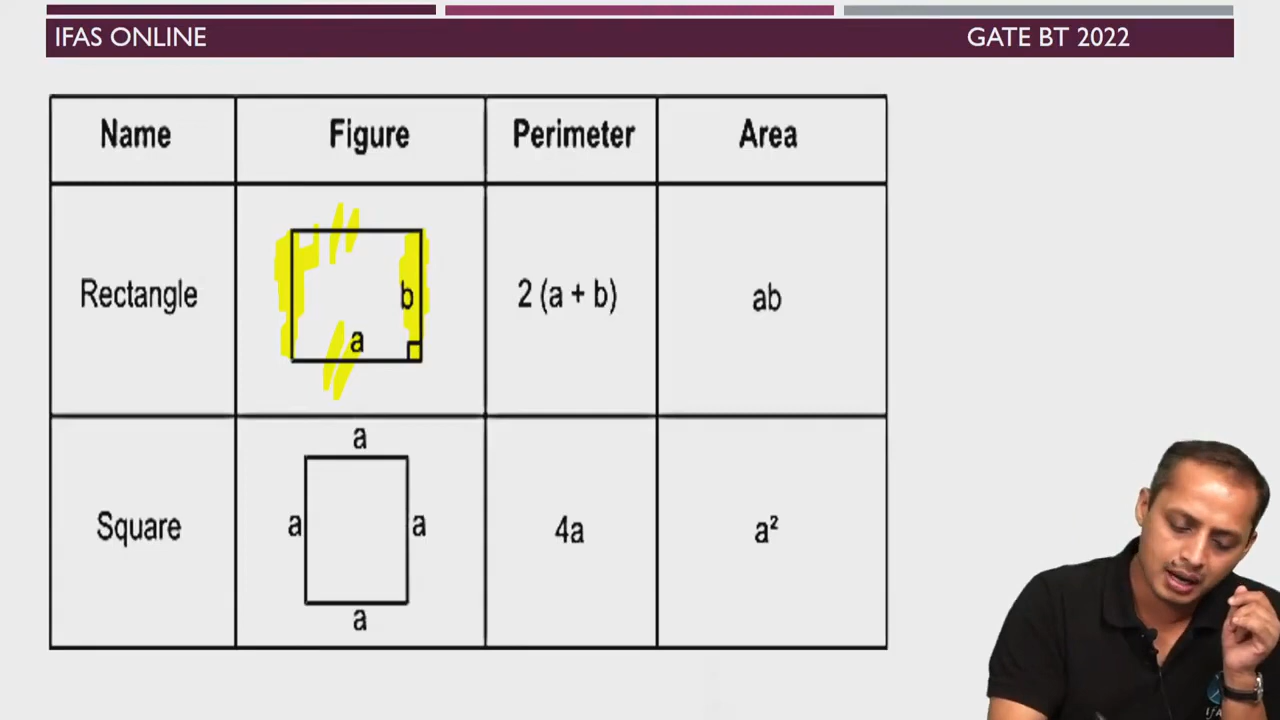 IFAS ONLINE GATE BT 2022
Name Figure Perimeter Area
Rectangle b a 2 (a + b) ab
a
Square a a 4a a²
a